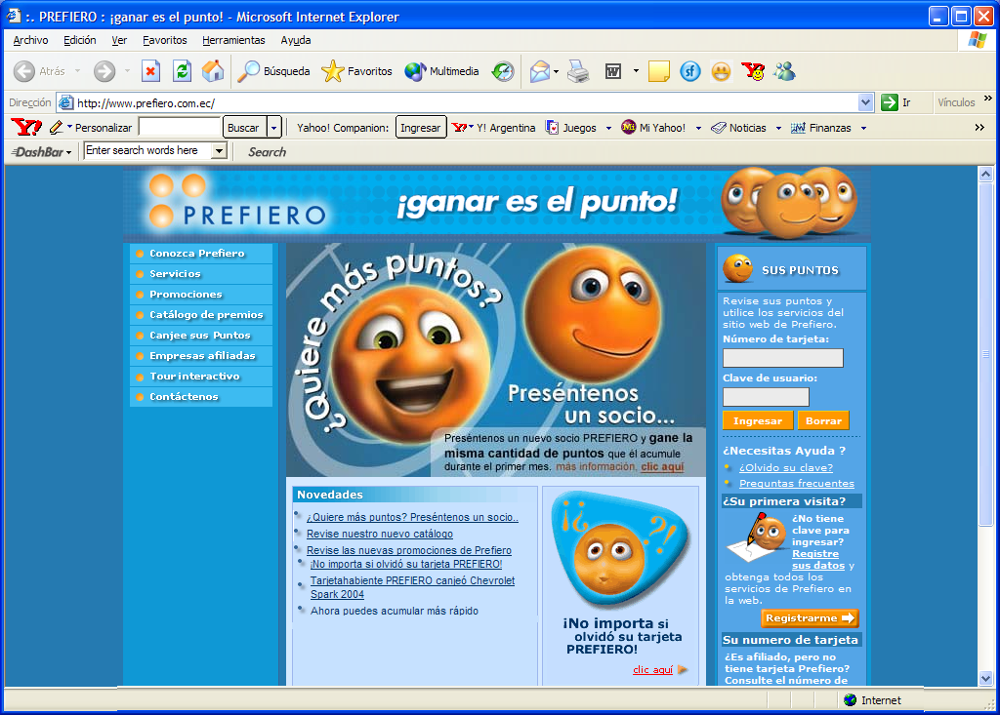 :. PREFIERO : ¡ganar es el punto! - Microsoft Internet Explorer
Archivo Edición Ver Favoritos Herramientas Ayuda
Atrás Búsqueda Favoritos Multimedia
Dirección http://www.prefiero.com.ec/ Ir Vínculos »
Y! Personalizar Buscar Yahoo! Companion: Ingresar Y! Y! Argentina Juegos Mi Yahoo! Noticias Finanzas »
DashBar Enter search words here Search
PREFIERO
¡ganar es el punto!
Conozca Prefiero
Servicios
Promociones
Catálogo de premios
Canjee sus Puntos
Empresas afiliadas
Tour interactivo
Contáctenos
¿Quiere más puntos?
Preséntenos
un socio...
Preséntenos un nuevo socio PREFIERO y gane la
misma cantidad de puntos que él acumule
durante el primer mes. más información, clic aquí
Novedades
¿Quiere más puntos? Preséntenos un socio..
Revise nuestro nuevo catálogo
Revise las nuevas promociones de Prefiero
¡No importa si olvidó su tarjeta PREFIERO!
Tarjetahabiente PREFIERO canjeó Chevrolet
Spark 2004
Ahora puedes acumular más rápido
¡¿ ?!
¡No importa si
olvidó su tarjeta
PREFIERO!
clic aquí
SUS PUNTOS
Revise sus puntos y
utilice los servicios del
sitio web de Prefiero.
Número de tarjeta:
Clave de usuario:
Ingresar Borrar
¿Necesitas Ayuda ?
¿Olvido su clave?
Preguntas frecuentes
¿Su primera visita?
¿No tiene
clave para
ingresar?
Registre
sus datos y
obtenga todos los
servicios de Prefiero en
la web.
Registrarme
Su numero de tarjeta
¿Es afiliado, pero no
tiene tarjeta Prefiero?
Consulte el número de
Internet